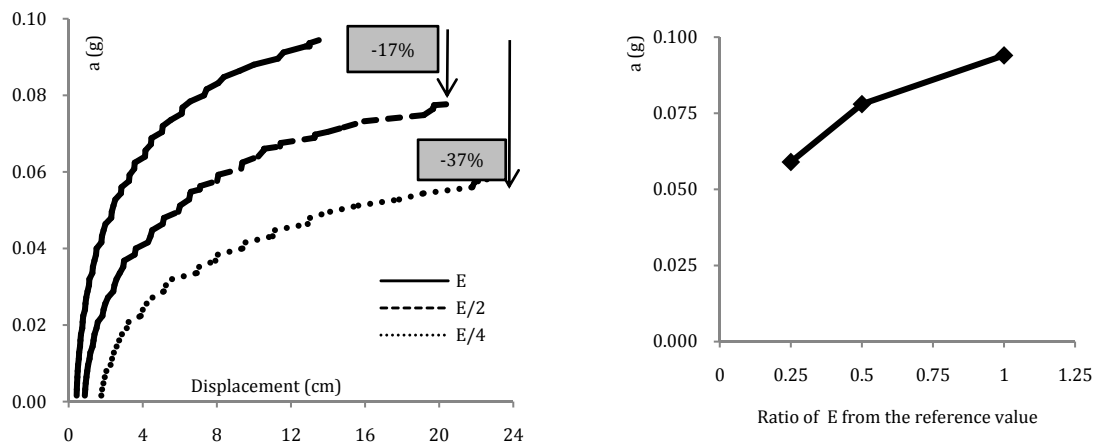 0.10
0.08
0.06
0.04
0.02
0.00
a (g)
-17%
-37%
E
E/2
E/4
Displacement (cm)
0 4 8 12 16 20 24
0.100
0.075
0.050
0.025
0.000
a (g)
0 0.25 0.5 0.75 1 1.25
Ratio of E from the reference value